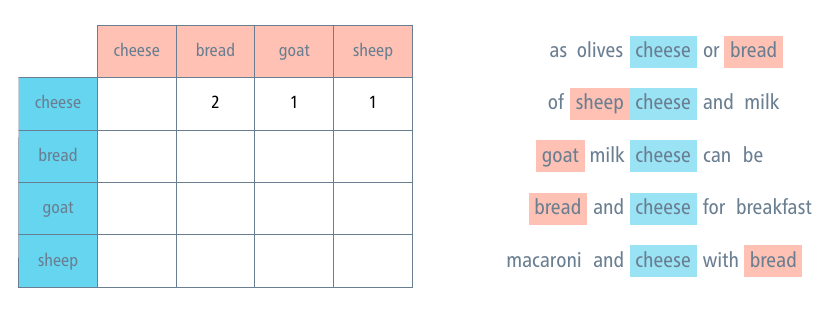 cheese bread goat sheep
cheese 2 1 1
bread
goat
sheep
as olives cheese or bread
of sheep cheese and milk
goat milk cheese can be
bread and cheese for breakfast
macaroni and cheese with bread